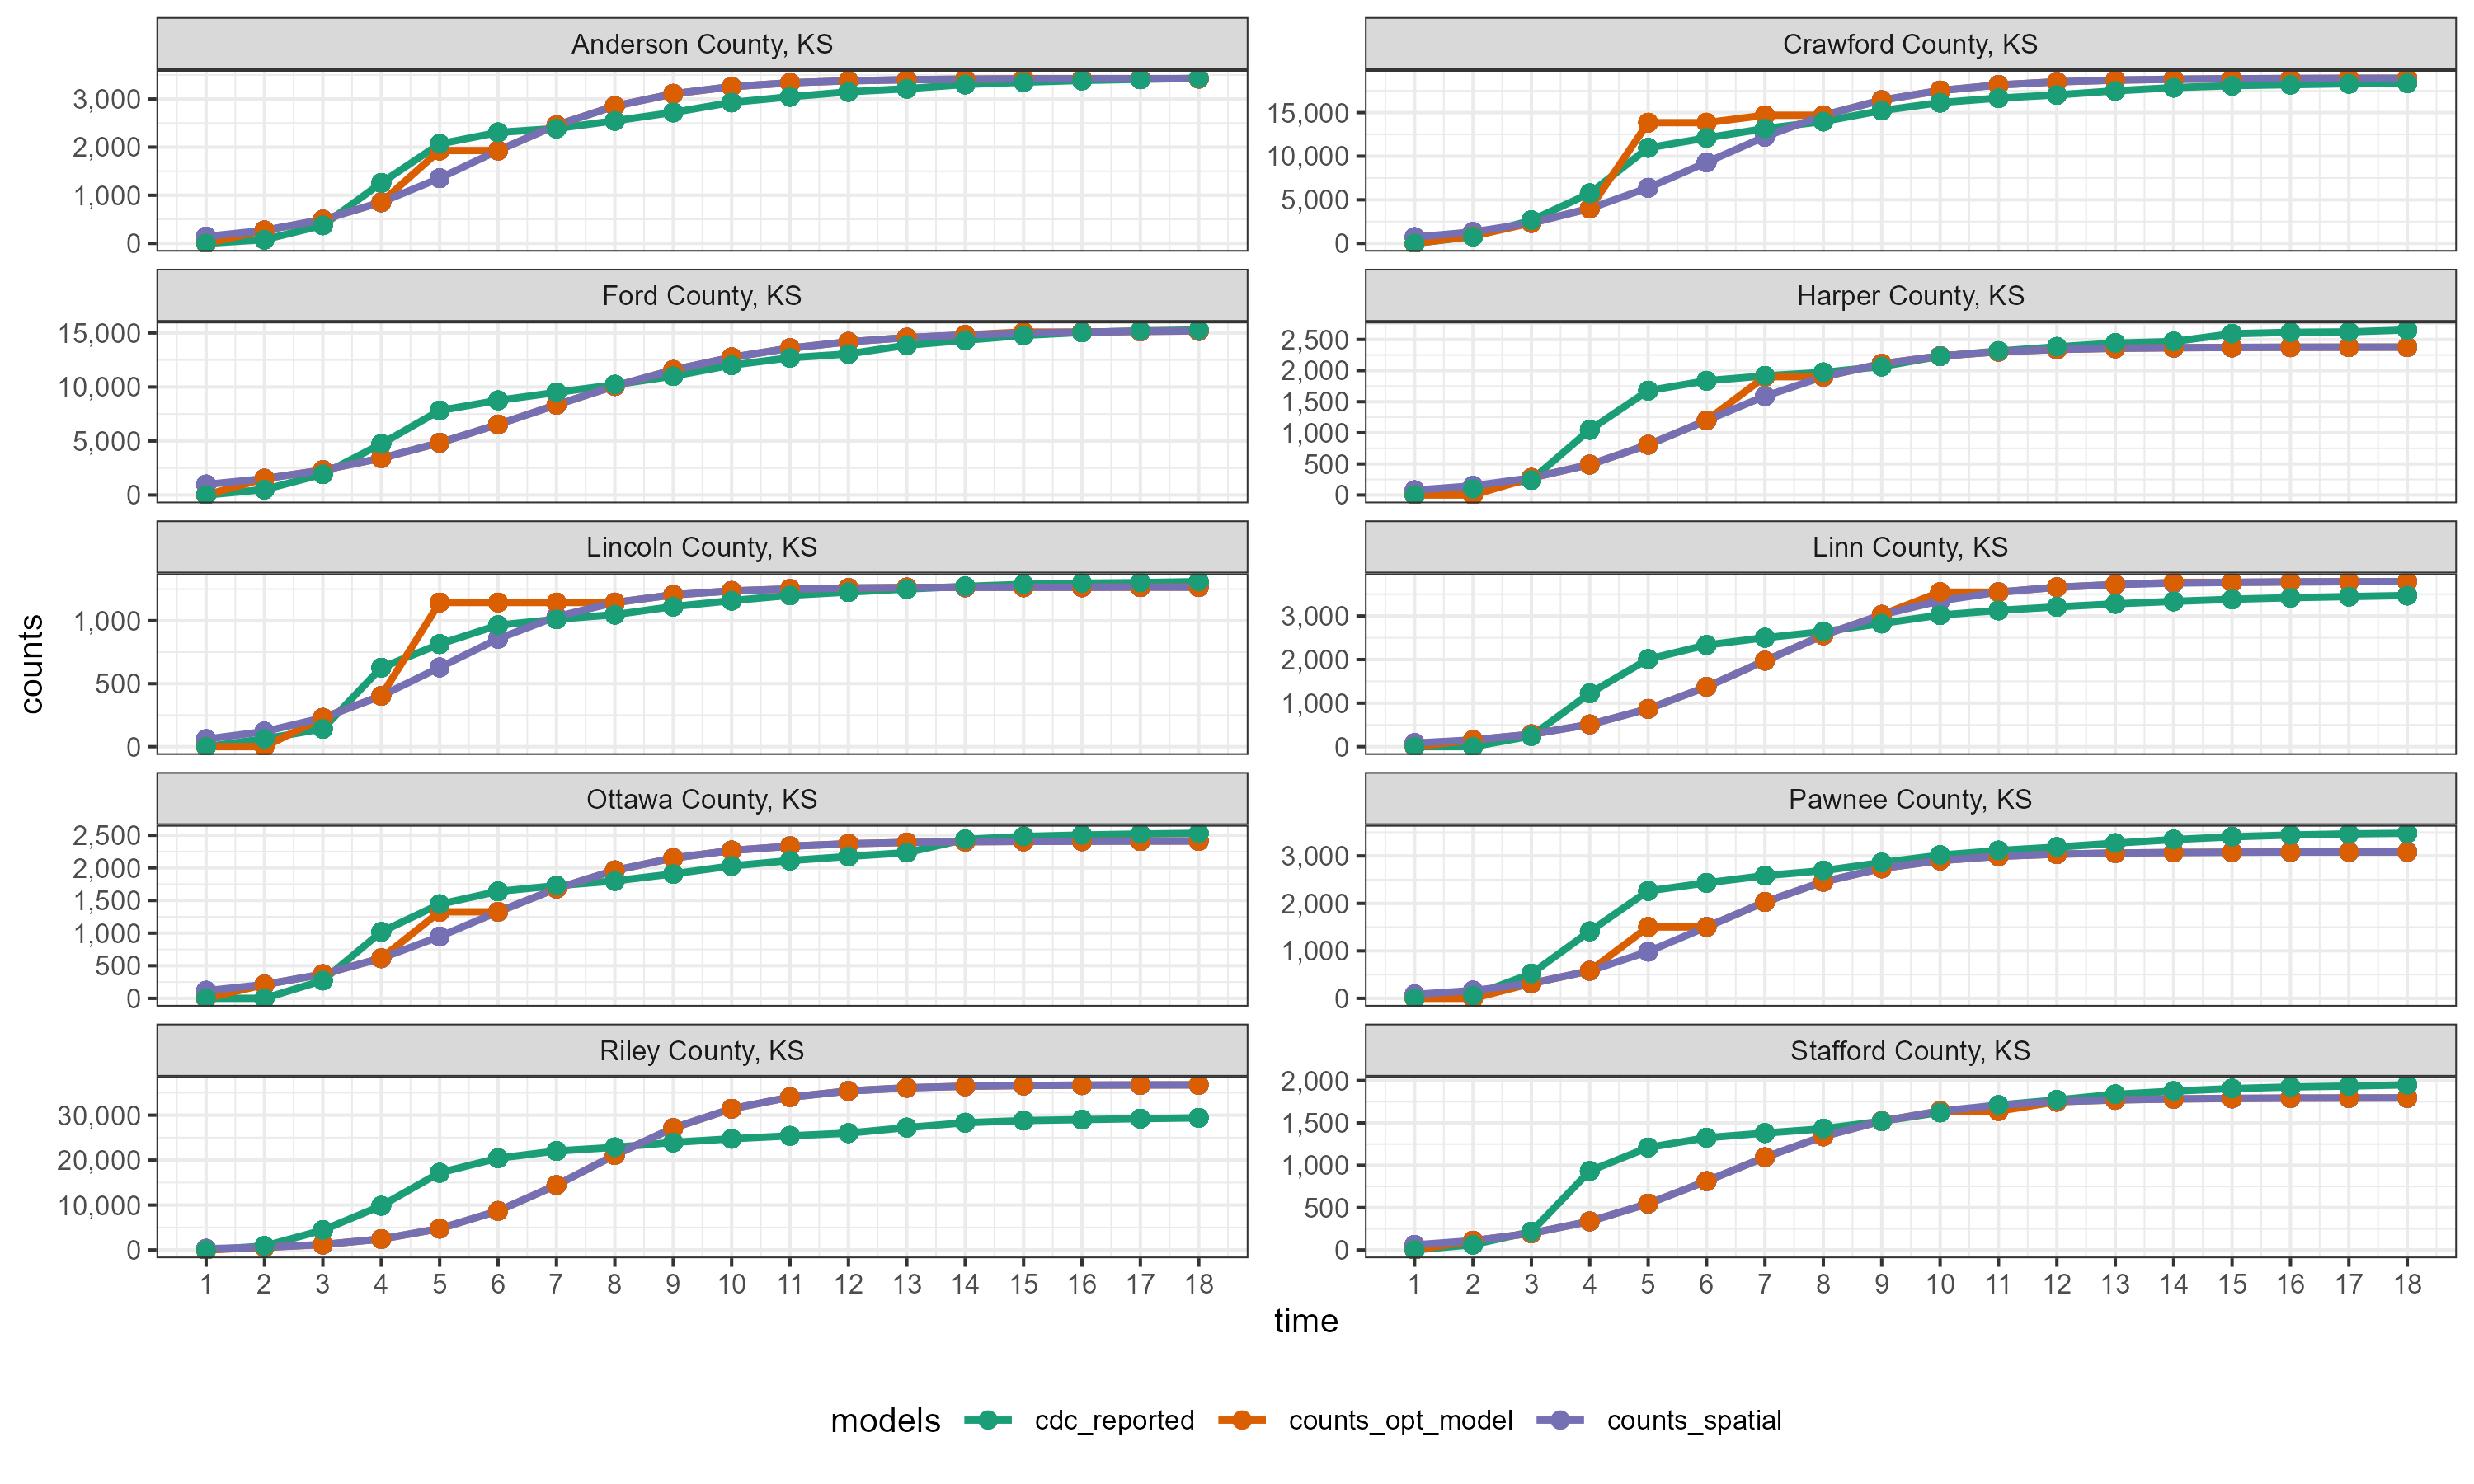 Anderson County, KS
Crawford County, KS
3,000
2,000
1,000
0
15,000
10,000
5,000
0
Ford County, KS
Harper County, KS
15,000
10,000
5,000
0
2,500
2,000
1,500
1,000
500
0
Lincoln County, KS
Linn County, KS
1,000
500
0
3,000
2,000
1,000
0
Ottawa County, KS
Pawnee County, KS
2,500
2,000
1,500
1,000
500
0
3,000
2,000
1,000
0
Riley County, KS
Stafford County, KS
30,000
20,000
10,000
0
2,000
1,500
1,000
500
0
1 2 3 4 5 6 7 8 9 10 11 12 13 14 15 16 17 18
1 2 3 4 5 6 7 8 9 10 11 12 13 14 15 16 17 18
counts
time
models cdc_reported counts_opt_model counts_spatial